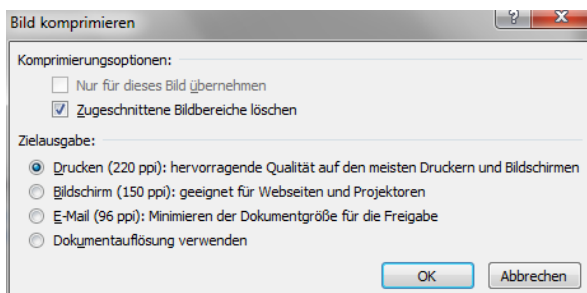 Bild komprimieren
Komprimierungsoptionen:
Nur für dieses Bild übernehmen
Zugeschnittene Bildbereiche löschen
Zielausgabe:
Drucken (220 ppi): hervorragende Qualität auf den meisten Druckern und Bildschirmen
Bildschirm (150 ppi): geeignet für Webseiten und Projektoren
E-Mail (96 ppi): Minimieren der Dokumentgröße für die Freigabe
Dokumentauflösung verwenden
OK Abbrechen